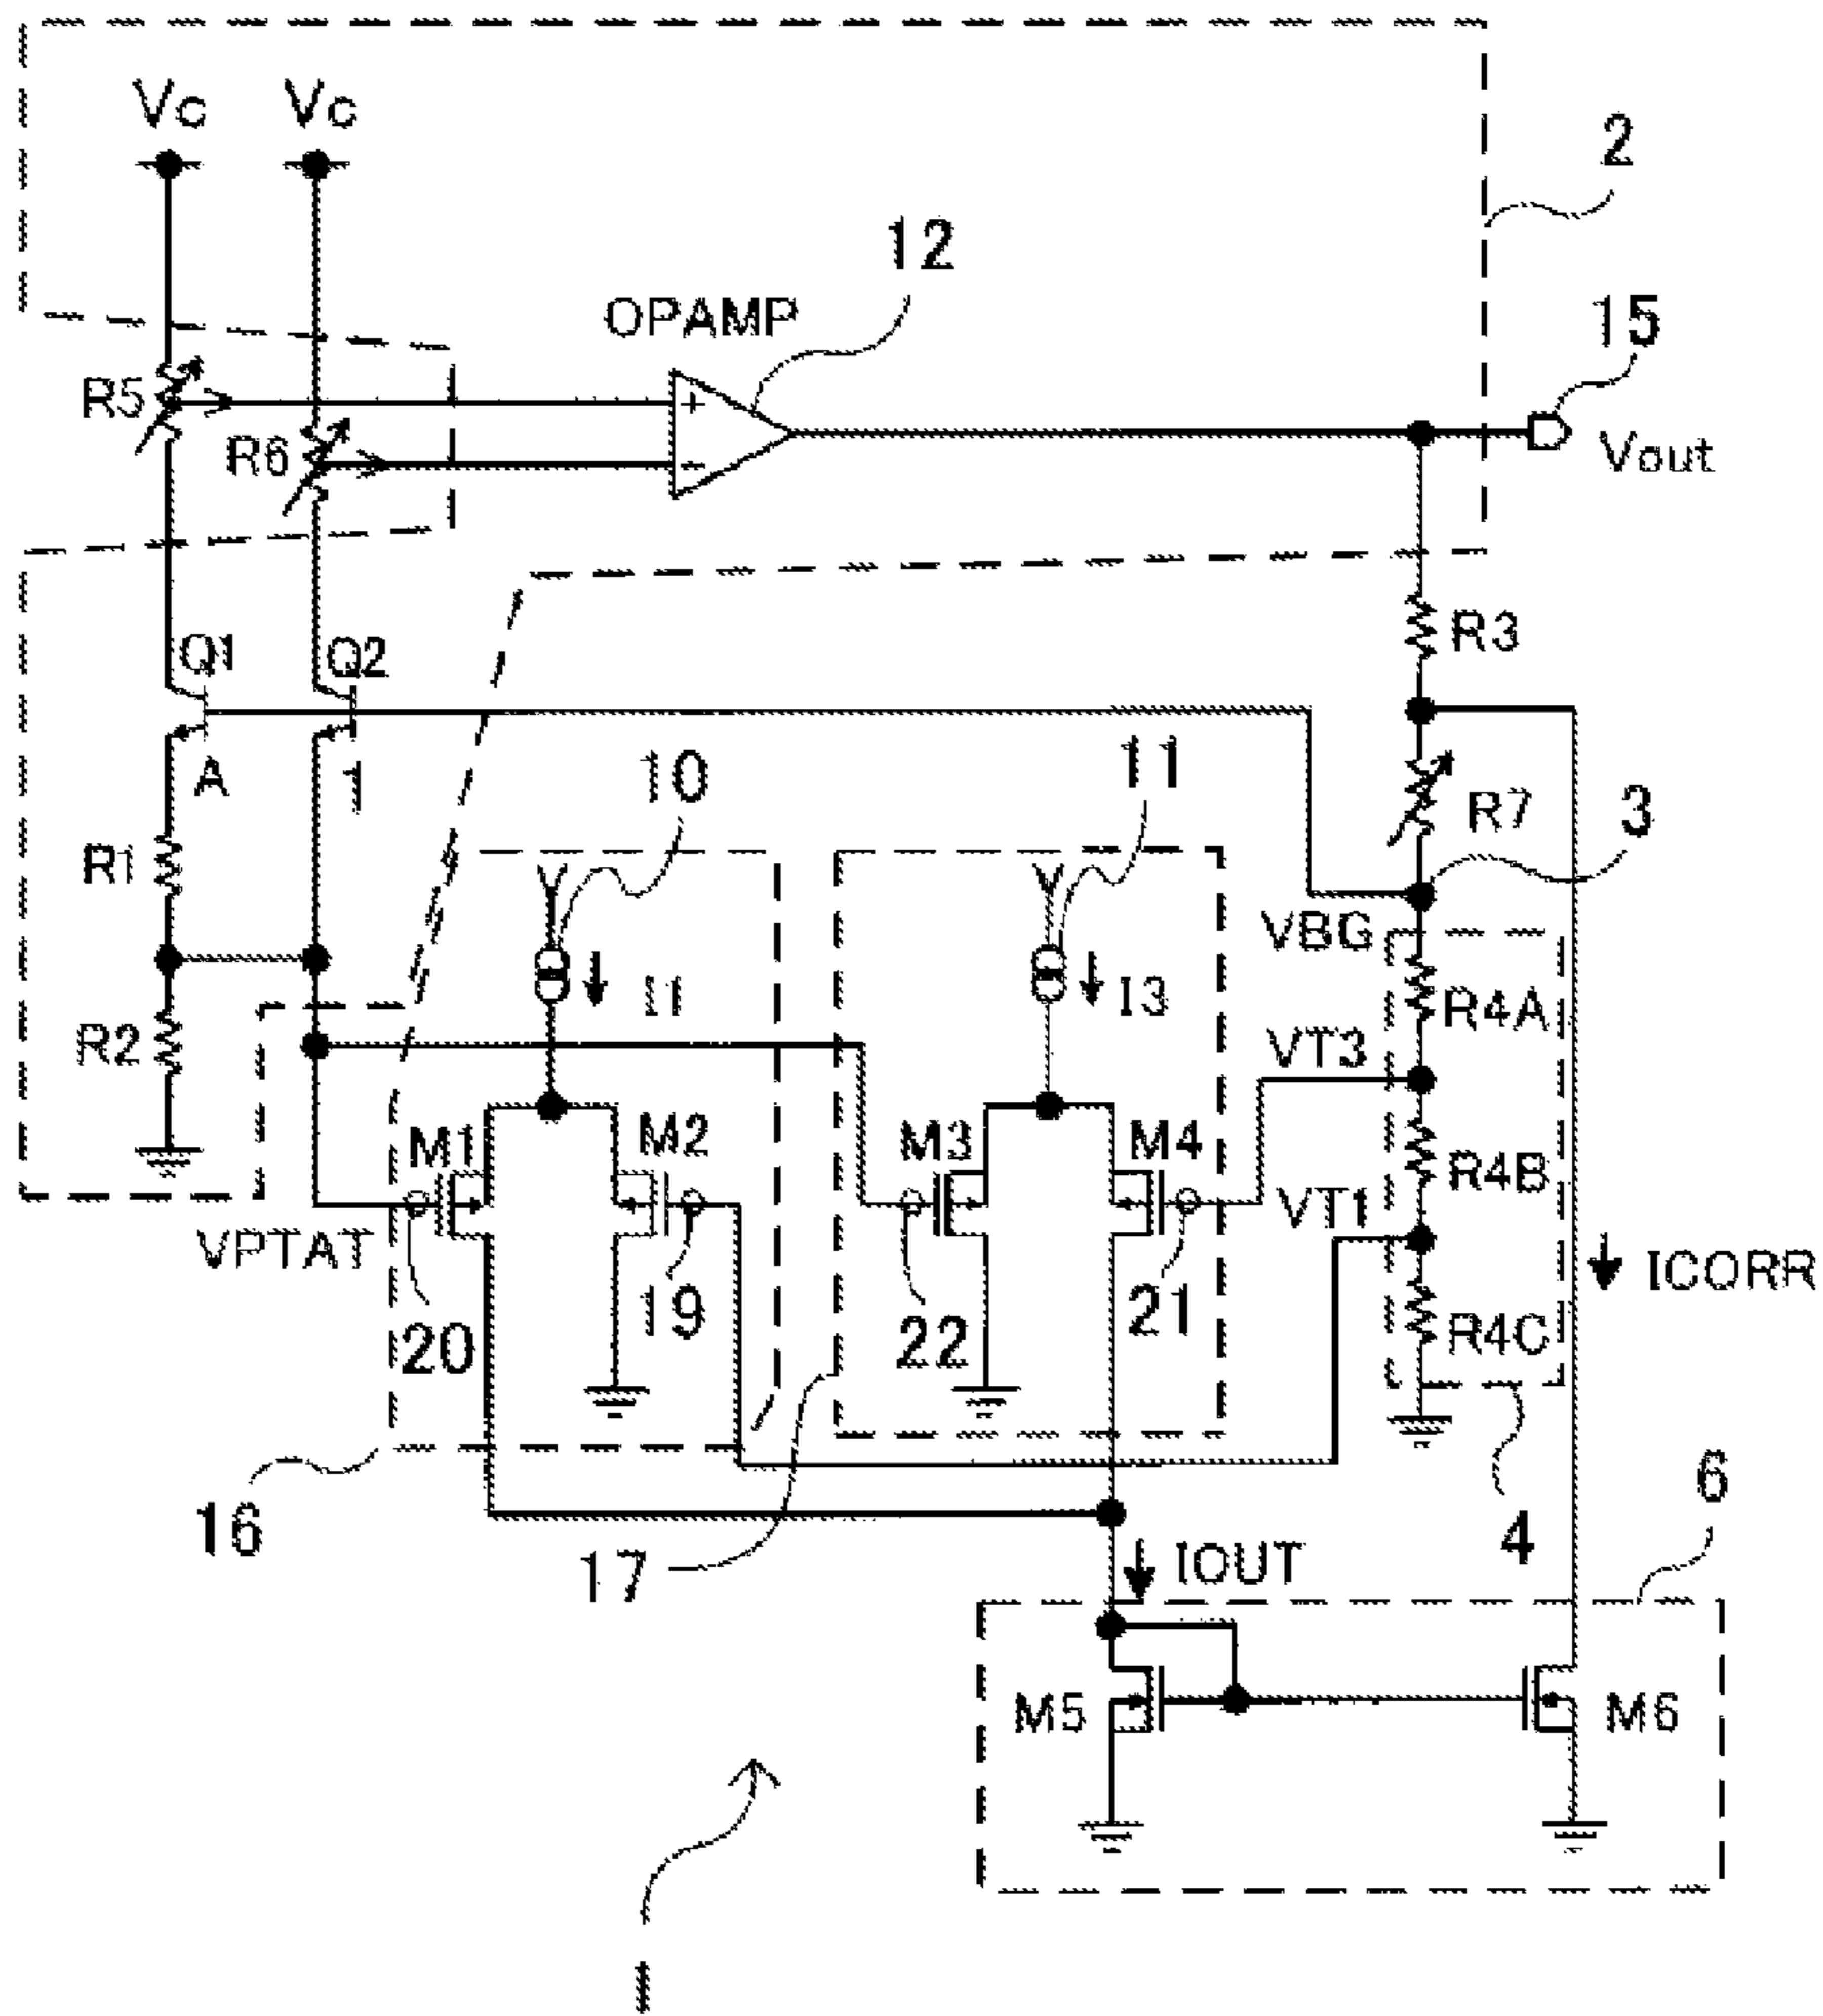 Vc Vc
2
12
OPAMP
15
R5
+
R6
−
Vout
R3
Q1 Q2
A 1
10 11
R7
3
R1
VBG
I1 I3
R4A
R2
VT3
M1 M2 M3 M4
R4B
VT1
VPTAT
ICORR
20 19 22 21
R4C
16
17
4
6
IOUT
M5 M6
1